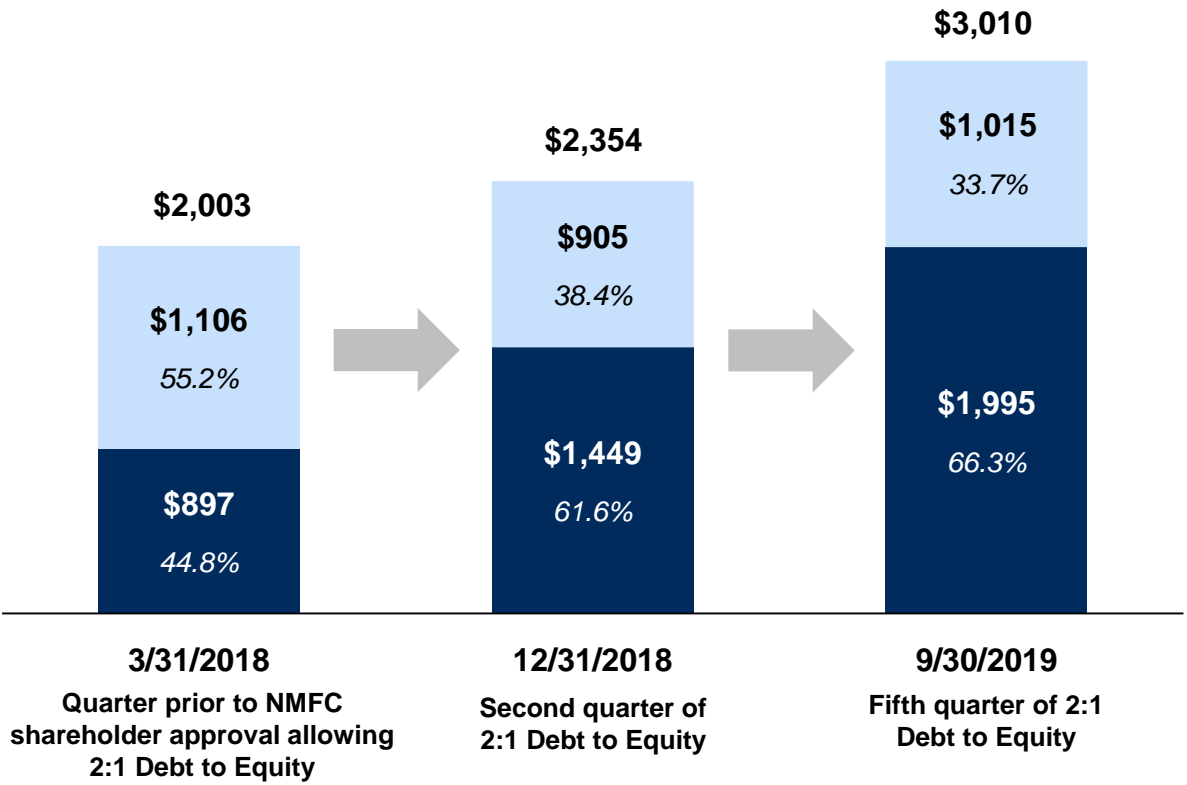 $3,010
$2,354
$2,003
$1,106
55.2%
$897
44.8%
$905
38.4%
$1,449
61.6%
$1,015
33.7%
$1,995
66.3%
3/31/2018
Quarter prior to NMFC
shareholder approval allowing
2:1 Debt to Equity
12/31/2018
Second quarter of
2:1 Debt to Equity
9/30/2019
Fifth quarter of 2:1
Debt to Equity